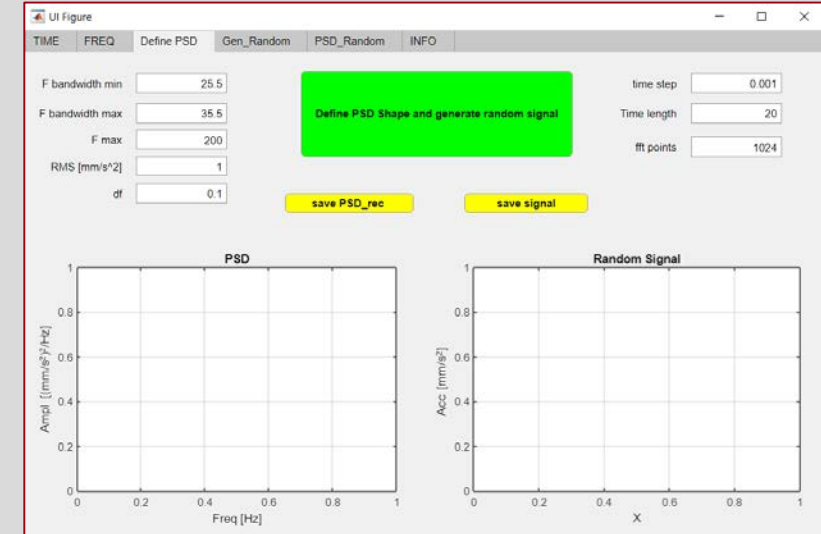 UI Figure
TIME FREQ Define PSD Gen_Random PSD_Random INFO
F bandwidth min 25.5
F bandwidth max 35.5
F max 200
RMS [mm/s^2] 1
df 0.1
Define PSD Shape and generate random signal
time step 0.001
Time length 20
fft points 1024
save PSD_rec
save signal
PSD
1
0.8
0.6
0.4
0.2
0
0 0.2 0.4 0.6 0.8 1
Ampl [(mm/s²)²/Hz]
Freq [Hz]
Random Signal
1
0.8
0.6
0.4
0.2
0
0 0.2 0.4 0.6 0.8 1
Acc [mm/s²]
X